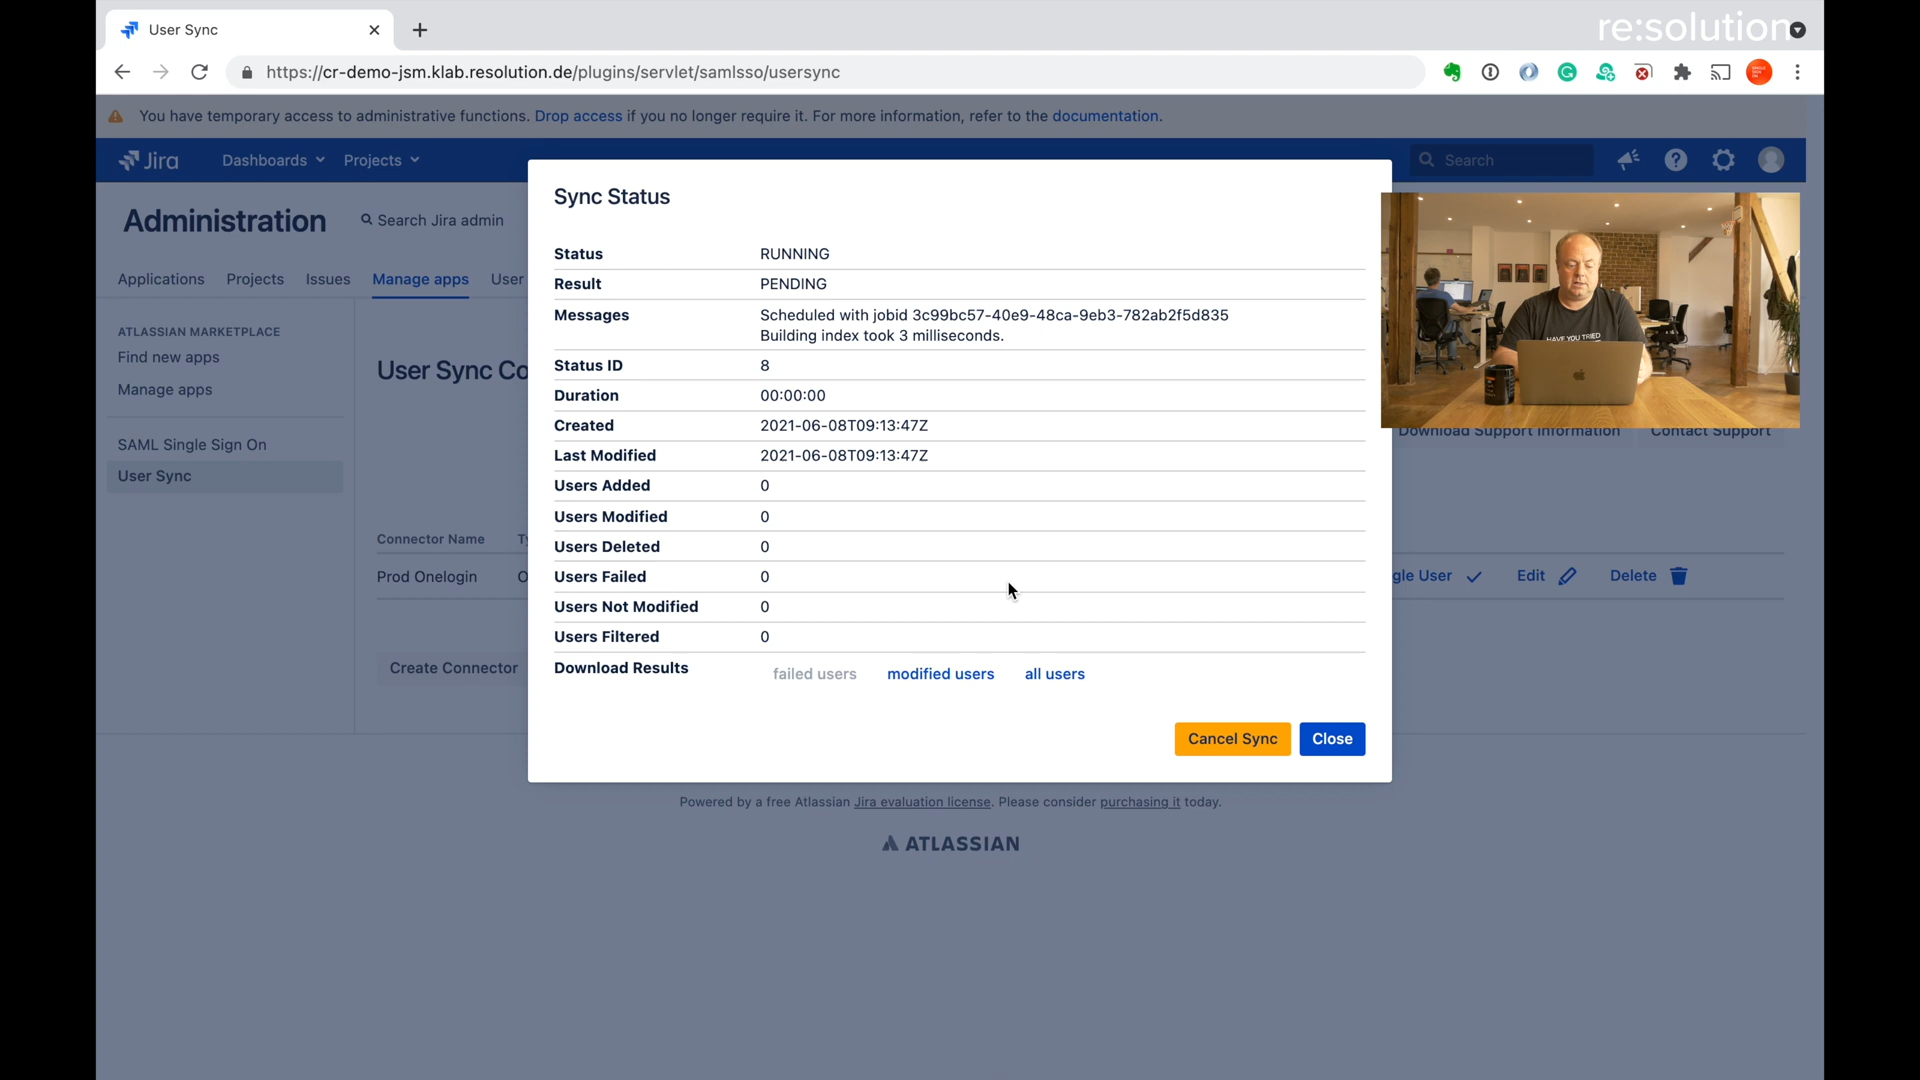 User Sync
re:solution
https://cr-demo-jsm.klab.resolution.de/plugins/servlet/samlsso/usersync
You have temporary access to administrative functions. Drop access if you no longer require it. For more information, refer to the documentation.
Jira
Dashboards
Projects
Search
Administration
Search Jira admin
Applications
Projects
Issues
Manage apps
User
ATLASSIAN MARKETPLACE
Find new apps
Manage apps
SAML Single Sign On
User Sync
User Sync Co
Download Support Information
Contact Support
Connector Name
Prod Onelogin
gle User
Edit
Delete
Create Connector
Sync Status
Status RUNNING
Result PENDING
Messages Scheduled with jobid 3c99bc57-40e9-48ca-9eb3-782ab2f5d835
Building index took 3 milliseconds.
Status ID 8
Duration 00:00:00
Created 2021-06-08T09:13:47Z
Last Modified 2021-06-08T09:13:47Z
Users Added 0
Users Modified 0
Users Deleted 0
Users Failed 0
Users Not Modified 0
Users Filtered 0
Download Results failed users modified users all users
Cancel Sync
Close
HAVE YOU TRIED
Powered by a free Atlassian Jira evaluation license. Please consider purchasing it today.
ATLASSIAN